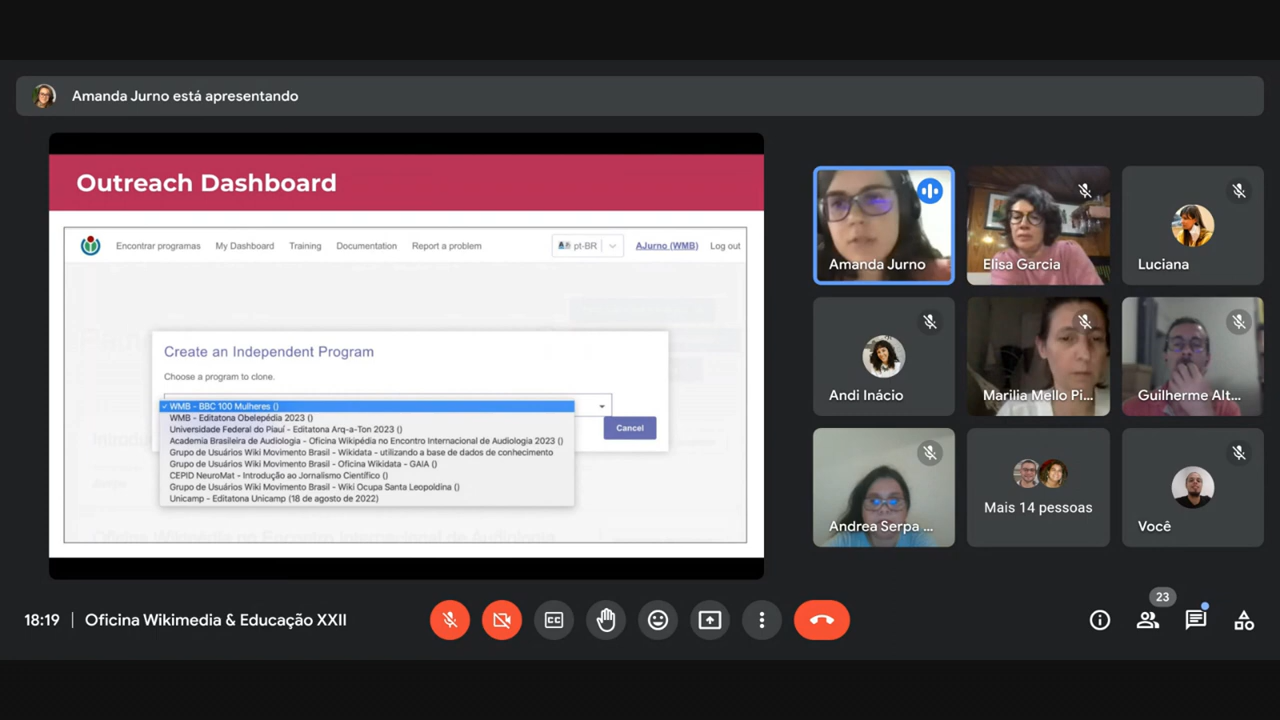 Amanda Jurno está apresentando
Outreach Dashboard
Encontrar programas My Dashboard Training Documentation Report a problem pt-BR AJurno (WMB) Log out
Create an Independent Program
Choose a program to clone.
WMB - BBC 100 Mulheres ()
WMB - Editatona Obelepédia 2023 ()
Universidade Federal do Piauí - Editatona Arq-a-Ton 2023 ()
Academia Brasileira de Audiologia - Oficina Wikipédia no Encontro Internacional de Audiologia 2023 ()
Grupo de Usuários Wiki Movimento Brasil - Wikidata - utilizando a base de dados de conhecimento
Grupo de Usuários Wiki Movimento Brasil - Oficina Wikidata - GAIA ()
CEPID NeuroMat - Introdução ao Jornalismo Científico ()
Grupo de Usuários Wiki Movimento Brasil - Wiki Ocupa Santa Leopoldina ()
Unicamp - Editatona Unicamp (18 de agosto de 2022)
Cancel
Amanda Jurno
Elisa Garcia
Luciana
Andi Inácio
Marilia Mello Pi...
Guilherme Alt...
Andrea Serpa ...
Mais 14 pessoas
Você
18:19 | Oficina Wikimedia & Educação XXII
CC
23